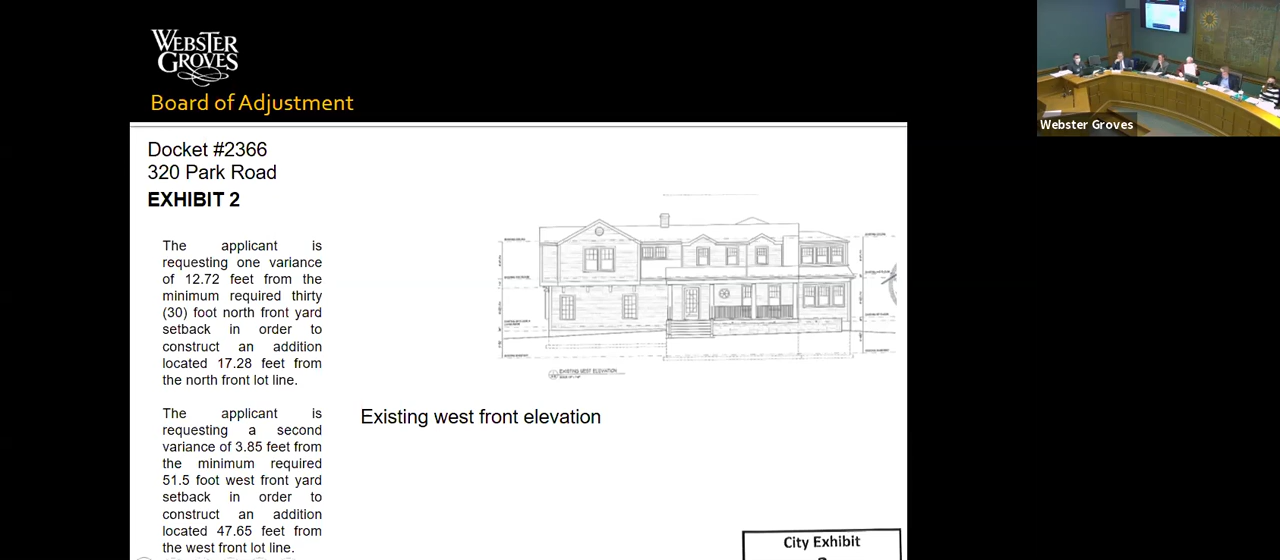 WEBSTER
GROVES
Board of Adjustment
Webster Groves
Docket #2366
320 Park Road
EXHIBIT 2
The applicant is
requesting one variance
of 12.72 feet from the
minimum required thirty
(30) foot north front yard
setback in order to
construct an addition
located 17.28 feet from
the north front lot line.
The applicant is
requesting a second
variance of 3.85 feet from
the minimum required
51.5 foot west front yard
setback in order to
construct an addition
located 47.65 feet from
the west front lot line.
EXISTING WEST ELEVATION
Existing west front elevation
City Exhibit